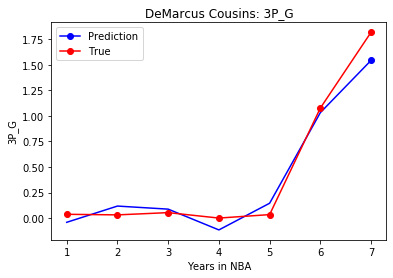 DeMarcus Cousins: 3P_G
Prediction
True
3P_G
1.75
1.50
1.25
1.00
0.75
0.50
0.25
0.00
1 2 3 4 5 6 7
Years in NBA